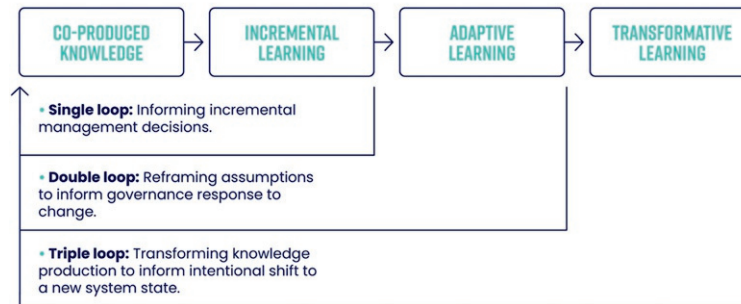 CO-PRODUCED
KNOWLEDGE
INCREMENTAL
LEARNING
ADAPTIVE
LEARNING
TRANSFORMATIVE
LEARNING
• Single loop: Informing incremental
management decisions.
• Double loop: Reframing assumptions
to inform governance response to
change.
• Triple loop: Transforming knowledge
production to inform intentional shift to
a new system state.